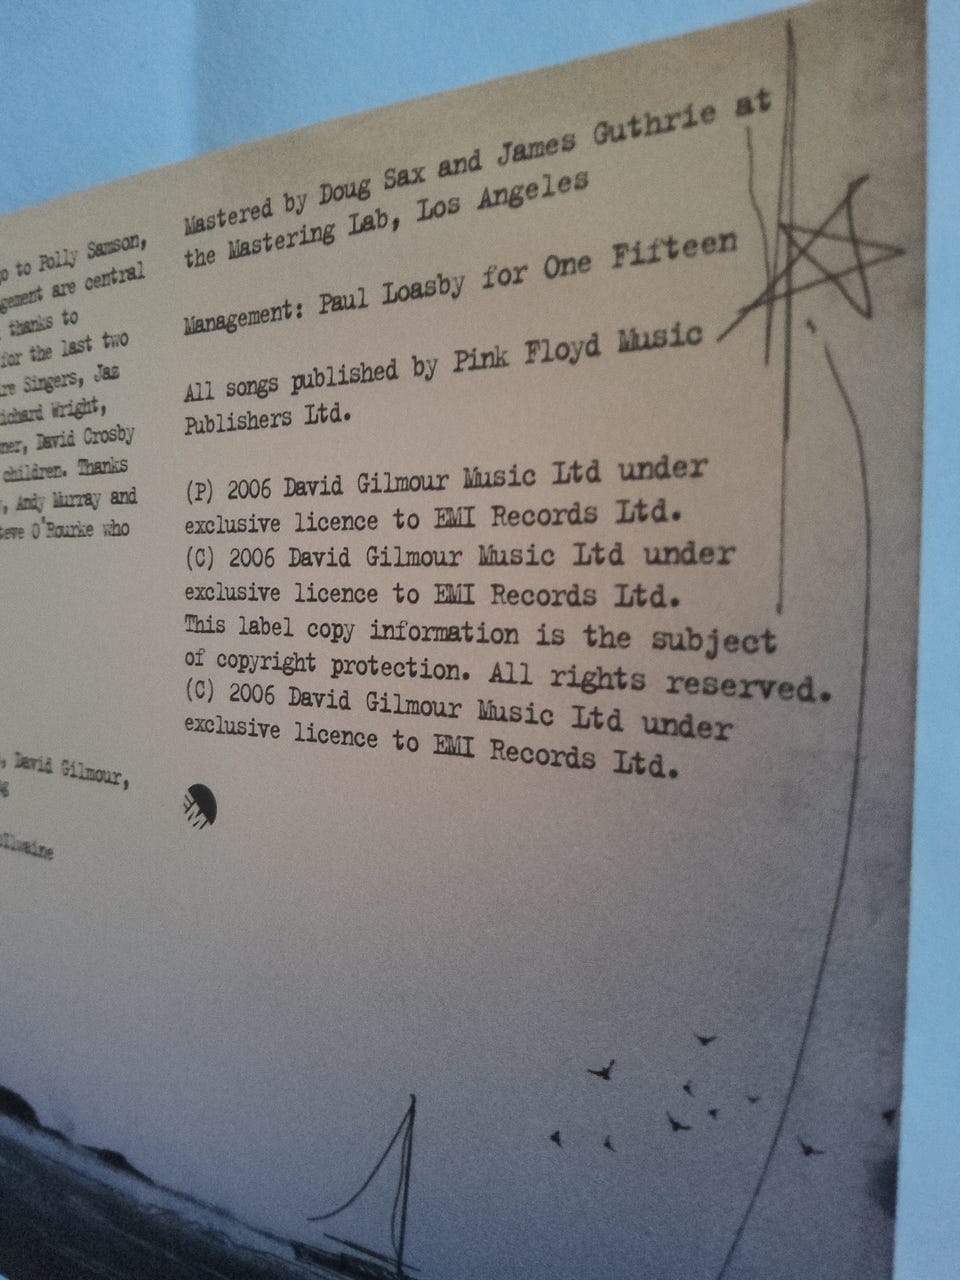 go to Polly Samson,
gement are central
thanks to
for the last two
re Singers, Jaz
ichard Wright,
ner, David Crosby
children. Thanks
, Andy Murray and
teve O'Rourke who
, David Gilmour,
Mastered by Doug Sax and James Guthrie at
the Mastering Lab, Los Angeles
Management: Paul Loasby for One Fifteen
All songs published by Pink Floyd Music
Publishers Ltd.
(P) 2006 David Gilmour Music Ltd under
exclusive licence to EMI Records Ltd.
(C) 2006 David Gilmour Music Ltd under
exclusive licence to EMI Records Ltd.
This label copy information is the subject
of copyright protection. All rights reserved.
(C) 2006 David Gilmour Music Ltd under
exclusive licence to EMI Records Ltd.
EMI